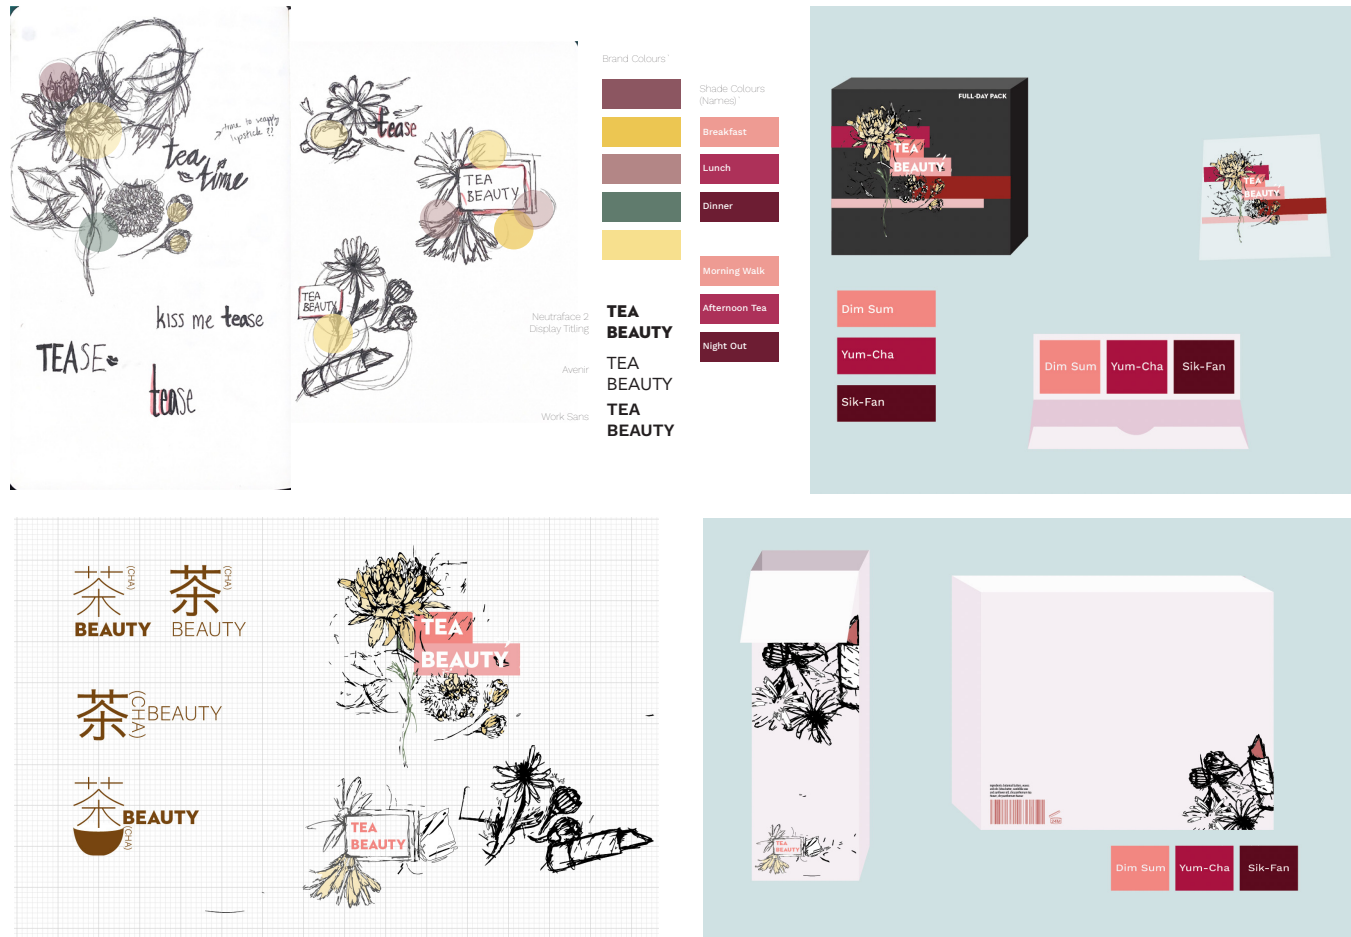 time to reapply
lipstick ??
tea
time
kiss me tease
TEASE
tease
tease
TEA
BEAUTY
TEA
BEAUTY
Brand Colours
Shade Colours
(Names)
Breakfast
Lunch
Dinner
Morning Walk
Afternoon Tea
Night Out
Neutraface 2
Display Titling
TEA
BEAUTY
Avenir
TEA
BEAUTY
Work Sans
TEA
BEAUTY
FULL-DAY PACK
TEA
BEAUTY
TEA
BEAUTY
Dim Sum
Yum-Cha
Sik-Fan
Dim Sum
Yum-Cha
Sik-Fan
茶
(CHA)
BEAUTY
茶
(CHA)
BEAUTY
茶
(CHA)
BEAUTY
茶
BEAUTY
(CHA)
TEA
BEAUTY
TEA
BEAUTY
TEA
BEAUTY
Dim Sum
Yum-Cha
Sik-Fan